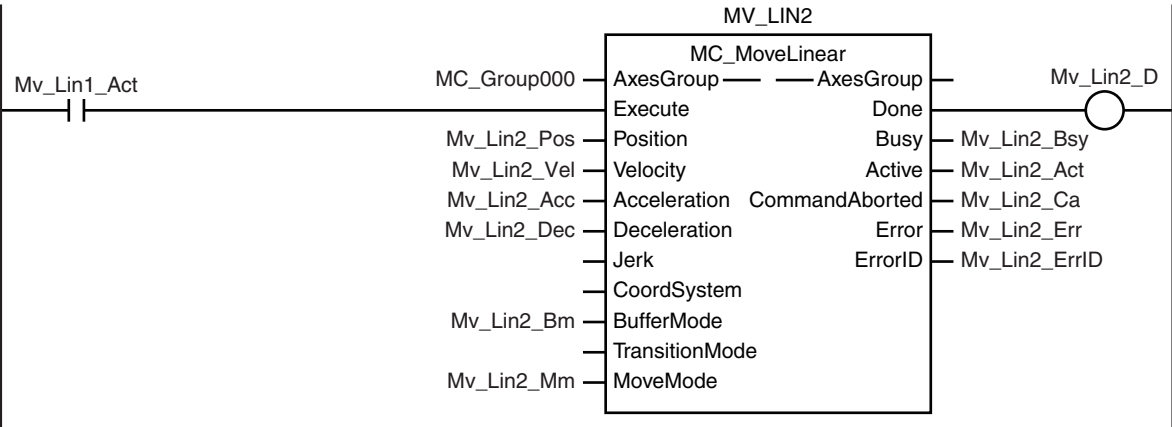 MV_LIN2
MC_MoveLinear
Mv_Lin1_Act
MC_Group000 AxesGroup AxesGroup Mv_Lin2_D
Execute Done
Mv_Lin2_Pos Position Busy Mv_Lin2_Bsy
Mv_Lin2_Vel Velocity Active Mv_Lin2_Act
Mv_Lin2_Acc Acceleration CommandAborted Mv_Lin2_Ca
Mv_Lin2_Dec Deceleration Error Mv_Lin2_Err
Jerk ErrorID Mv_Lin2_ErrID
CoordSystem
Mv_Lin2_Bm BufferMode
TransitionMode
Mv_Lin2_Mm MoveMode